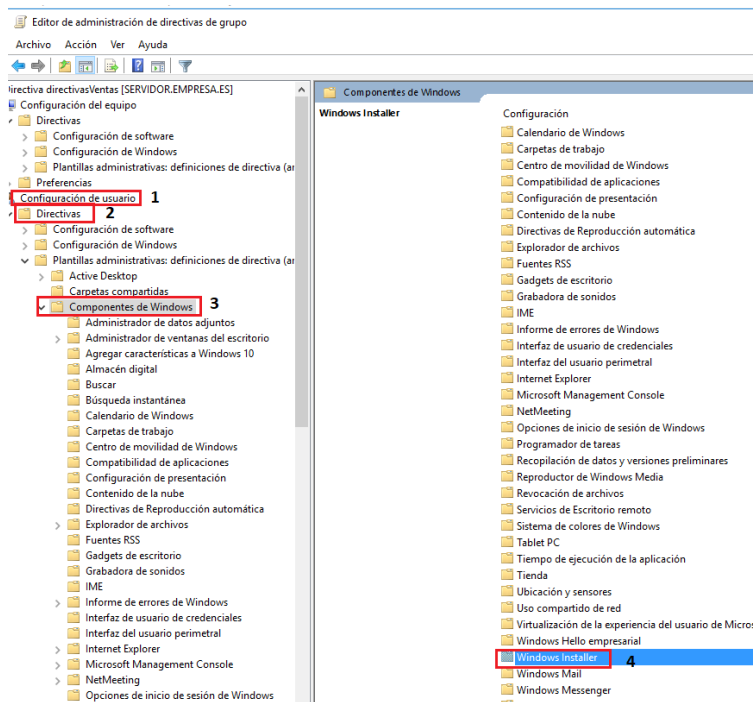 Editor de administración de directivas de grupo
Archivo Acción Ver Ayuda
Directiva directivasVentas [SERVIDOR.EMPRESA.ES]
Configuración del equipo
Directivas
Configuración de software
Configuración de Windows
Plantillas administrativas: definiciones de directiva (ar
Preferencias
Configuración de usuario 1
Directivas 2
Configuración de software
Configuración de Windows
Plantillas administrativas: definiciones de directiva (ar
Active Desktop
Carpetas compartidas
Componentes de Windows 3
Administrador de datos adjuntos
Administrador de ventanas del escritorio
Agregar características a Windows 10
Almacén digital
Buscar
Búsqueda instantánea
Calendario de Windows
Carpetas de trabajo
Centro de movilidad de Windows
Compatibilidad de aplicaciones
Configuración de presentación
Contenido de la nube
Directivas de Reproducción automática
Explorador de archivos
Fuentes RSS
Gadgets de escritorio
Grabadora de sonidos
IME
Informe de errores de Windows
Interfaz de usuario de credenciales
Interfaz del usuario perimetral
Internet Explorer
Microsoft Management Console
NetMeeting
Opciones de inicio de sesión de Windows
Componentes de Windows
Windows Installer
Configuración
Calendario de Windows
Carpetas de trabajo
Centro de movilidad de Windows
Compatibilidad de aplicaciones
Configuración de presentación
Contenido de la nube
Directivas de Reproducción automática
Explorador de archivos
Fuentes RSS
Gadgets de escritorio
Grabadora de sonidos
IME
Informe de errores de Windows
Interfaz de usuario de credenciales
Interfaz del usuario perimetral
Internet Explorer
Microsoft Management Console
NetMeeting
Opciones de inicio de sesión de Windows
Programador de tareas
Recopilación de datos y versiones preliminares
Reproductor de Windows Media
Revocación de archivos
Servicios de Escritorio remoto
Sistema de colores de Windows
Tablet PC
Tiempo de ejecución de la aplicación
Tienda
Ubicación y sensores
Uso compartido de red
Virtualización de la experiencia del usuario de Micros
Windows Hello empresarial
Windows Installer 4
Windows Mail
Windows Messenger